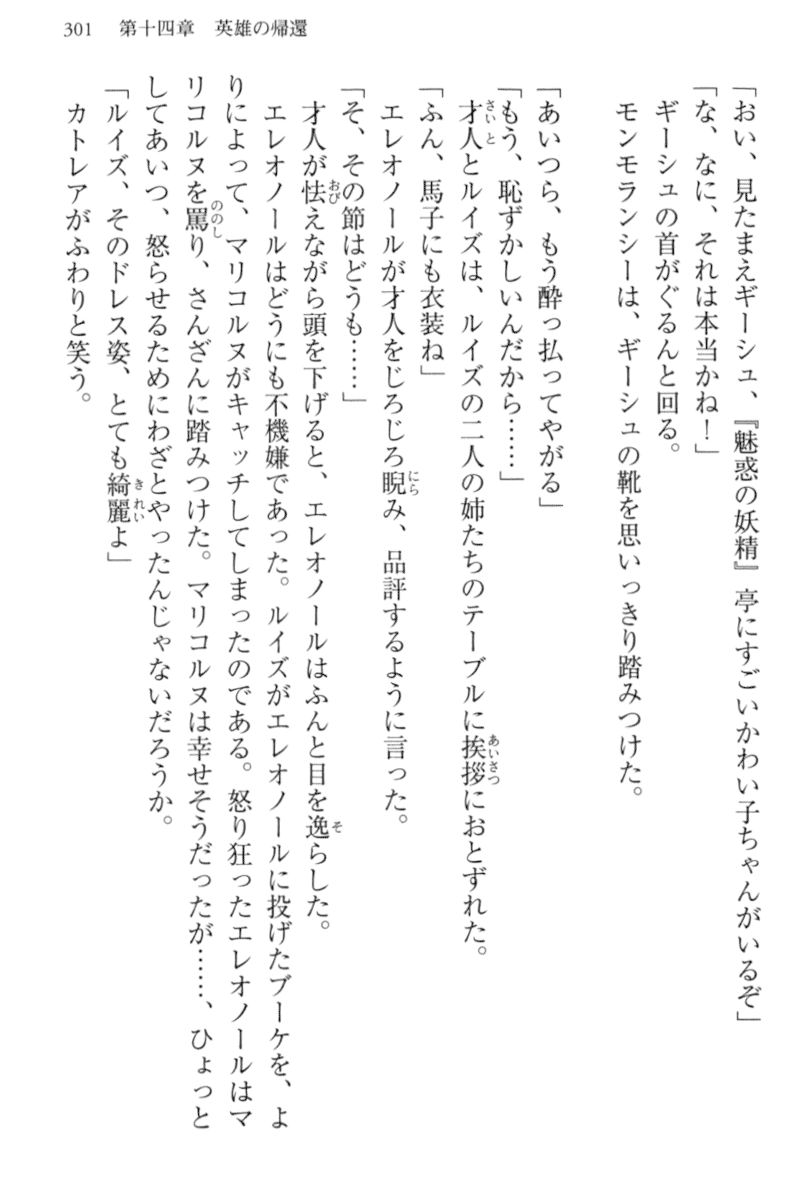 301　第十四章　英雄の帰還
「おい、見たまえギーシュ、『魅惑の妖精』亭にすごいかわい子ちゃんがいるぞ」
「な、なに、それは本当かね！」
ギーシュの首がぐるんと回る。
モンモランシーは、ギーシュの靴を思いっきり踏みつけた。
「あいつら、もう酔っ払ってやがる」
「もう、恥ずかしいんだから……」
才人とルイズは、ルイズの二人の姉たちのテーブルに挨拶におとずれた。
「ふん、馬子にも衣装ね」
エレオノールが才人をじろじろ睨み、品評するように言った。
「そ、その節はどうも……」
才人が怯えながら頭を下げると、エレオノールはふんと目を逸らした。
エレオノールはどうにも不機嫌であった。ルイズがエレオノールに投げたブーケを、よ
りによって、マリコルヌがキャッチしてしまったのである。怒り狂ったエレオノールはマ
リコルヌを罵り、さんざんに踏みつけた。マリコルヌは幸せそうだったが……、ひょっと
してあいつ、怒らせるためにわざとやったんじゃないだろうか。
「ルイズ、そのドレス姿、とても綺麗よ」
カトレアがふわりと笑う。